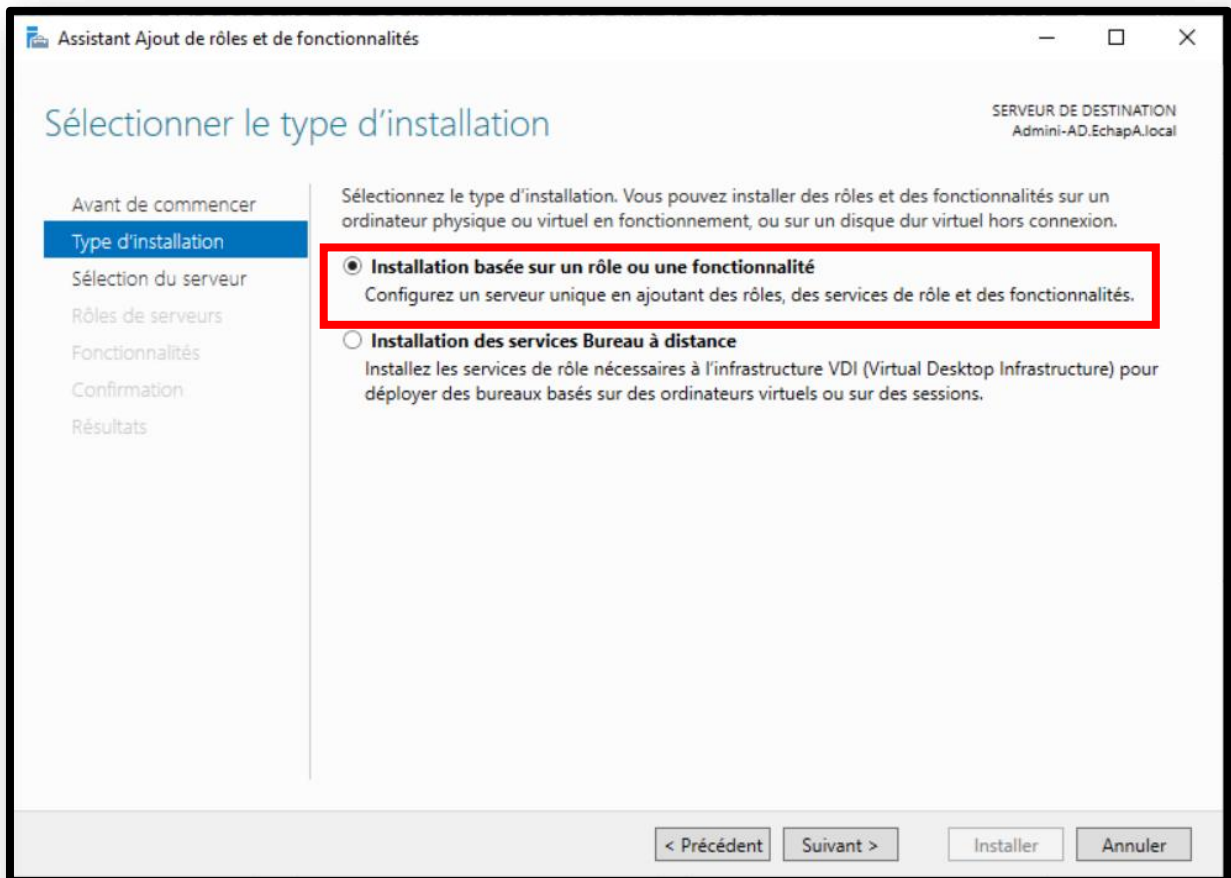 Assistant Ajout de rôles et de fonctionnalités
Sélectionner le type d'installation
SERVEUR DE DESTINATION
Admini-AD.EchapA.local
Avant de commencer
Type d'installation
Sélection du serveur
Rôles de serveurs
Fonctionnalités
Confirmation
Résultats
Sélectionnez le type d'installation. Vous pouvez installer des rôles et des fonctionnalités sur un
ordinateur physique ou virtuel en fonctionnement, ou sur un disque dur virtuel hors connexion.
Installation basée sur un rôle ou une fonctionnalité
Configurez un serveur unique en ajoutant des rôles, des services de rôle et des fonctionnalités.
Installation des services Bureau à distance
Installez les services de rôle nécessaires à l'infrastructure VDI (Virtual Desktop Infrastructure) pour
déployer des bureaux basés sur des ordinateurs virtuels ou sur des sessions.
< Précédent
Suivant >
Installer
Annuler